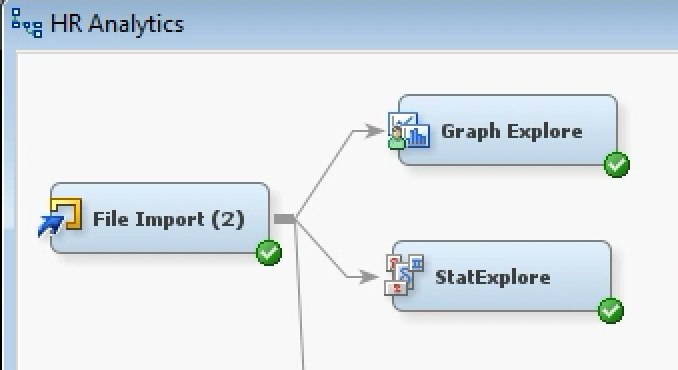 HR Analytics
Graph Explore
File Import (2)
StatExplore